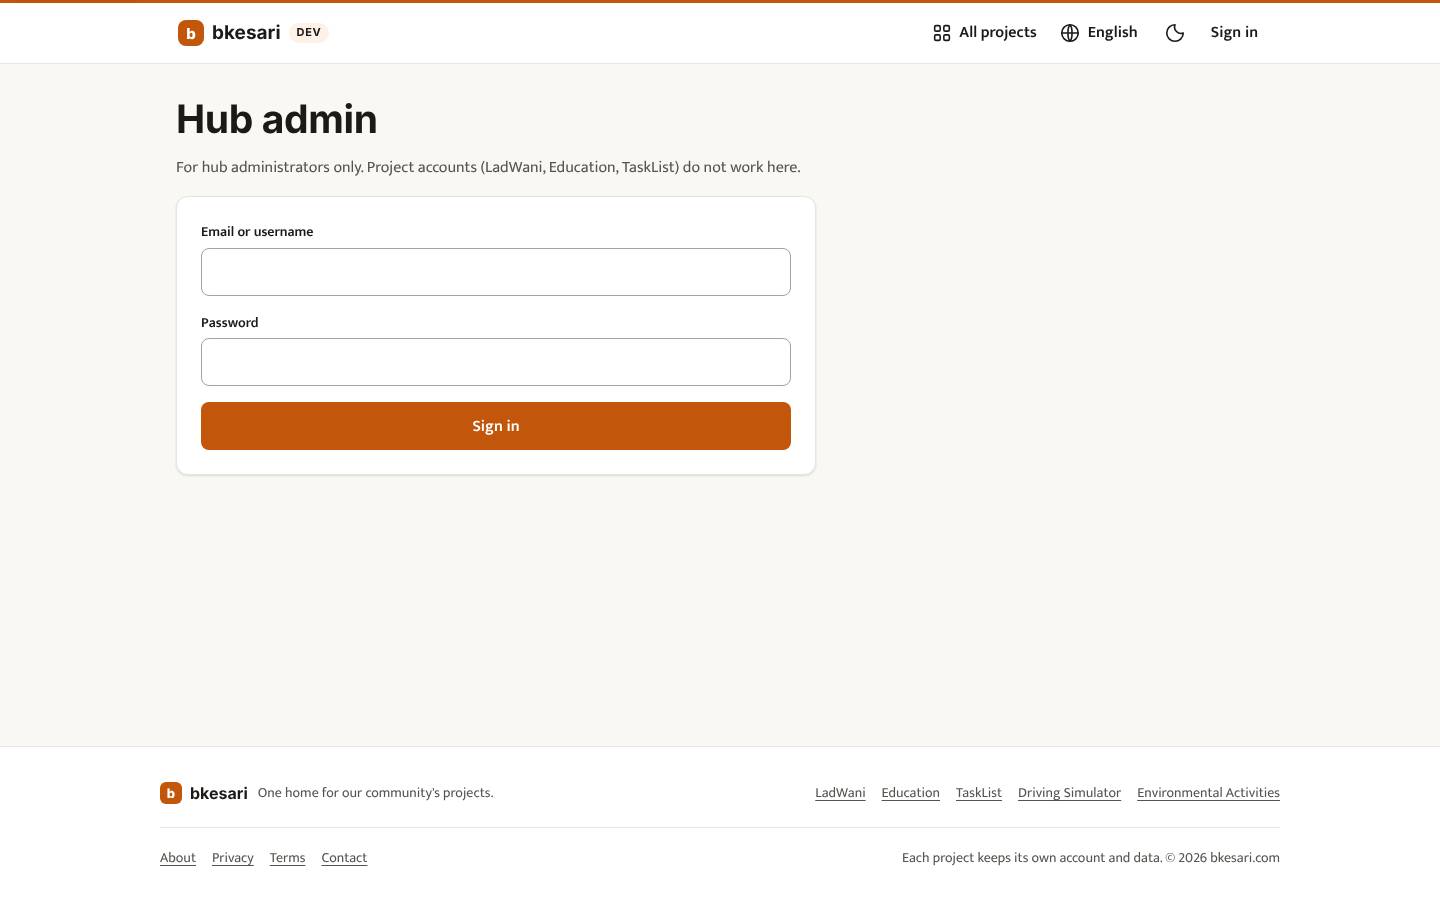 b bkesari DEV
All projects
English
Sign in
Hub admin
For hub administrators only. Project accounts (LadWani, Education, TaskList) do not work here.
Email or username
Password
Sign in
b bkesari One home for our community's projects.
LadWani Education TaskList Driving Simulator Environmental Activities
About Privacy Terms Contact
Each project keeps its own account and data. © 2026 bkesari.com